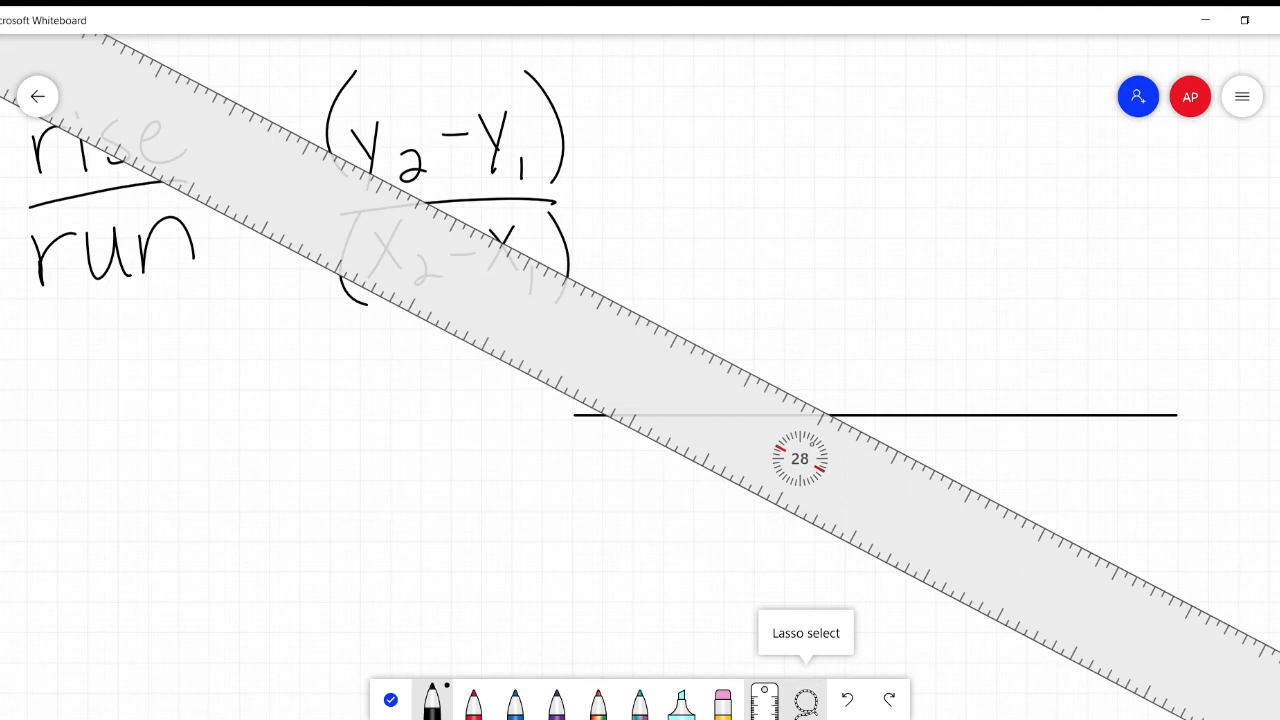 crosoft Whiteboard
AP
rise
run
(y₂-y₁)
(x₂-x₁)
28°
Lasso select